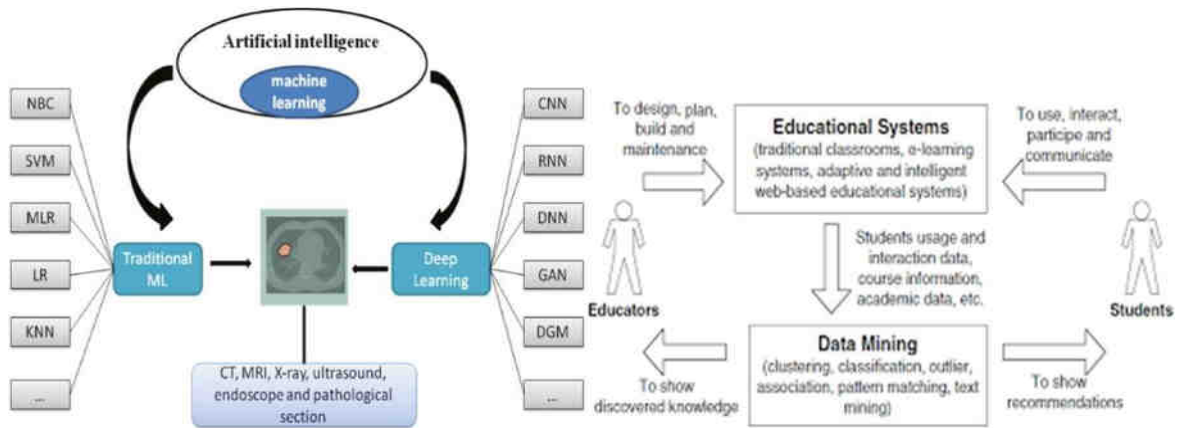 Artificial intelligence
machine
learning
NBC
SVM
MLR
LR
KNN
...
Traditional
ML
Deep
Learning
CNN
RNN
DNN
GAN
DGM
...
CT, MRI, X-ray, ultrasound,
endoscope and pathological
section
To design, plan,
build and
maintenance
Educational Systems
(traditional classrooms, e-learning
systems, adaptive and intelligent
web-based educational systems)
To use, interact,
participe and
communicate
Students usage and
interaction data,
course information,
academic data, etc.
Educators
Students
Data Mining
(clustering, classification, outlier,
association, pattern matching, text
mining)
To show
discovered knowledge
To show
recommendations